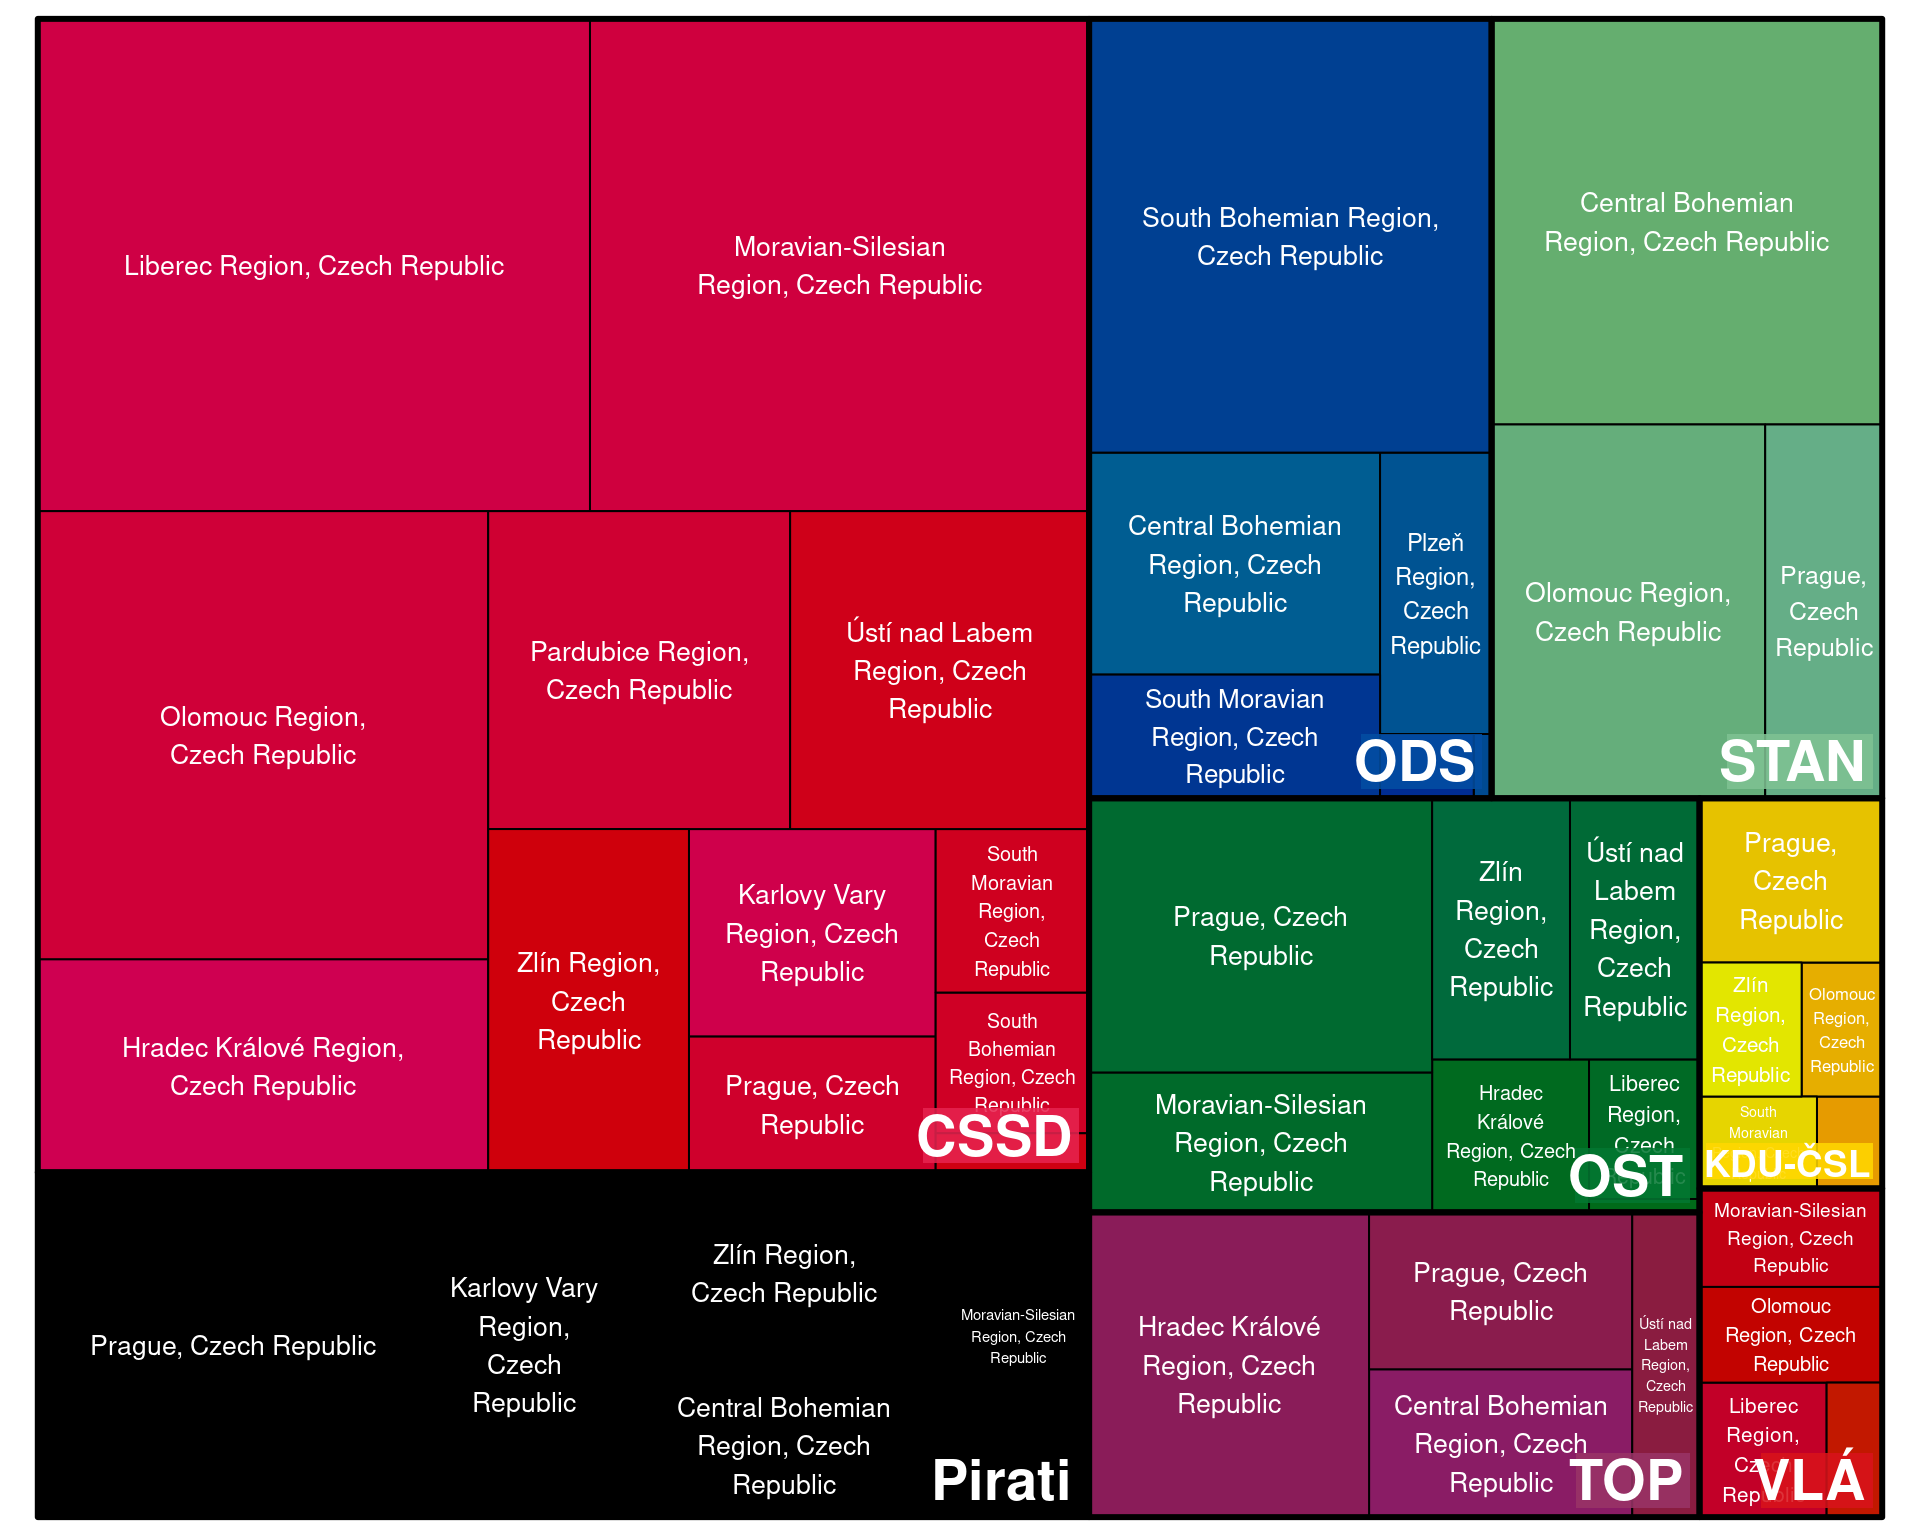 Liberec Region, Czech Republic
Moravian-Silesian
Region, Czech Republic
Olomouc Region,
Czech Republic
Pardubice Region,
Czech Republic
Ústí nad Labem
Region, Czech
Republic
Hradec Králové Region,
Czech Republic
Zlín Region,
Czech
Republic
Karlovy Vary
Region, Czech
Republic
Prague, Czech
Republic
South
Moravian
Region,
Czech
Republic
South
Bohemian
Region, Czech
Republic
CSSD
Prague, Czech Republic
Karlovy Vary
Region,
Czech
Republic
Zlín Region,
Czech Republic
Central Bohemian
Region, Czech
Republic
Moravian-Silesian
Region, Czech
Republic
Pirati
South Bohemian Region,
Czech Republic
Central Bohemian
Region, Czech
Republic
Plzeň
Region,
Czech
Republic
South Moravian
Region, Czech
Republic
ODS
Central Bohemian
Region, Czech Republic
Olomouc Region,
Czech Republic
Prague,
Czech
Republic
STAN
Prague, Czech
Republic
Moravian-Silesian
Region, Czech
Republic
Zlín
Region,
Czech
Republic
Ústí nad
Labem
Region,
Czech
Republic
Hradec
Králové
Region, Czech
Republic
Liberec
Region,
Czech
Republic
OST
Prague,
Czech
Republic
Zlín
Region,
Czech
Republic
Olomouc
Region,
Czech
Republic
South
Moravian
KDU-ČSL
Hradec Králové
Region, Czech
Republic
Prague, Czech
Republic
Central Bohemian
Region, Czech
Republic
Ústí nad
Labem
Region,
Czech
Republic
TOP
Moravian-Silesian
Region, Czech
Republic
Olomouc
Region, Czech
Republic
Liberec
Region,
Czech
Republic
VLÁ